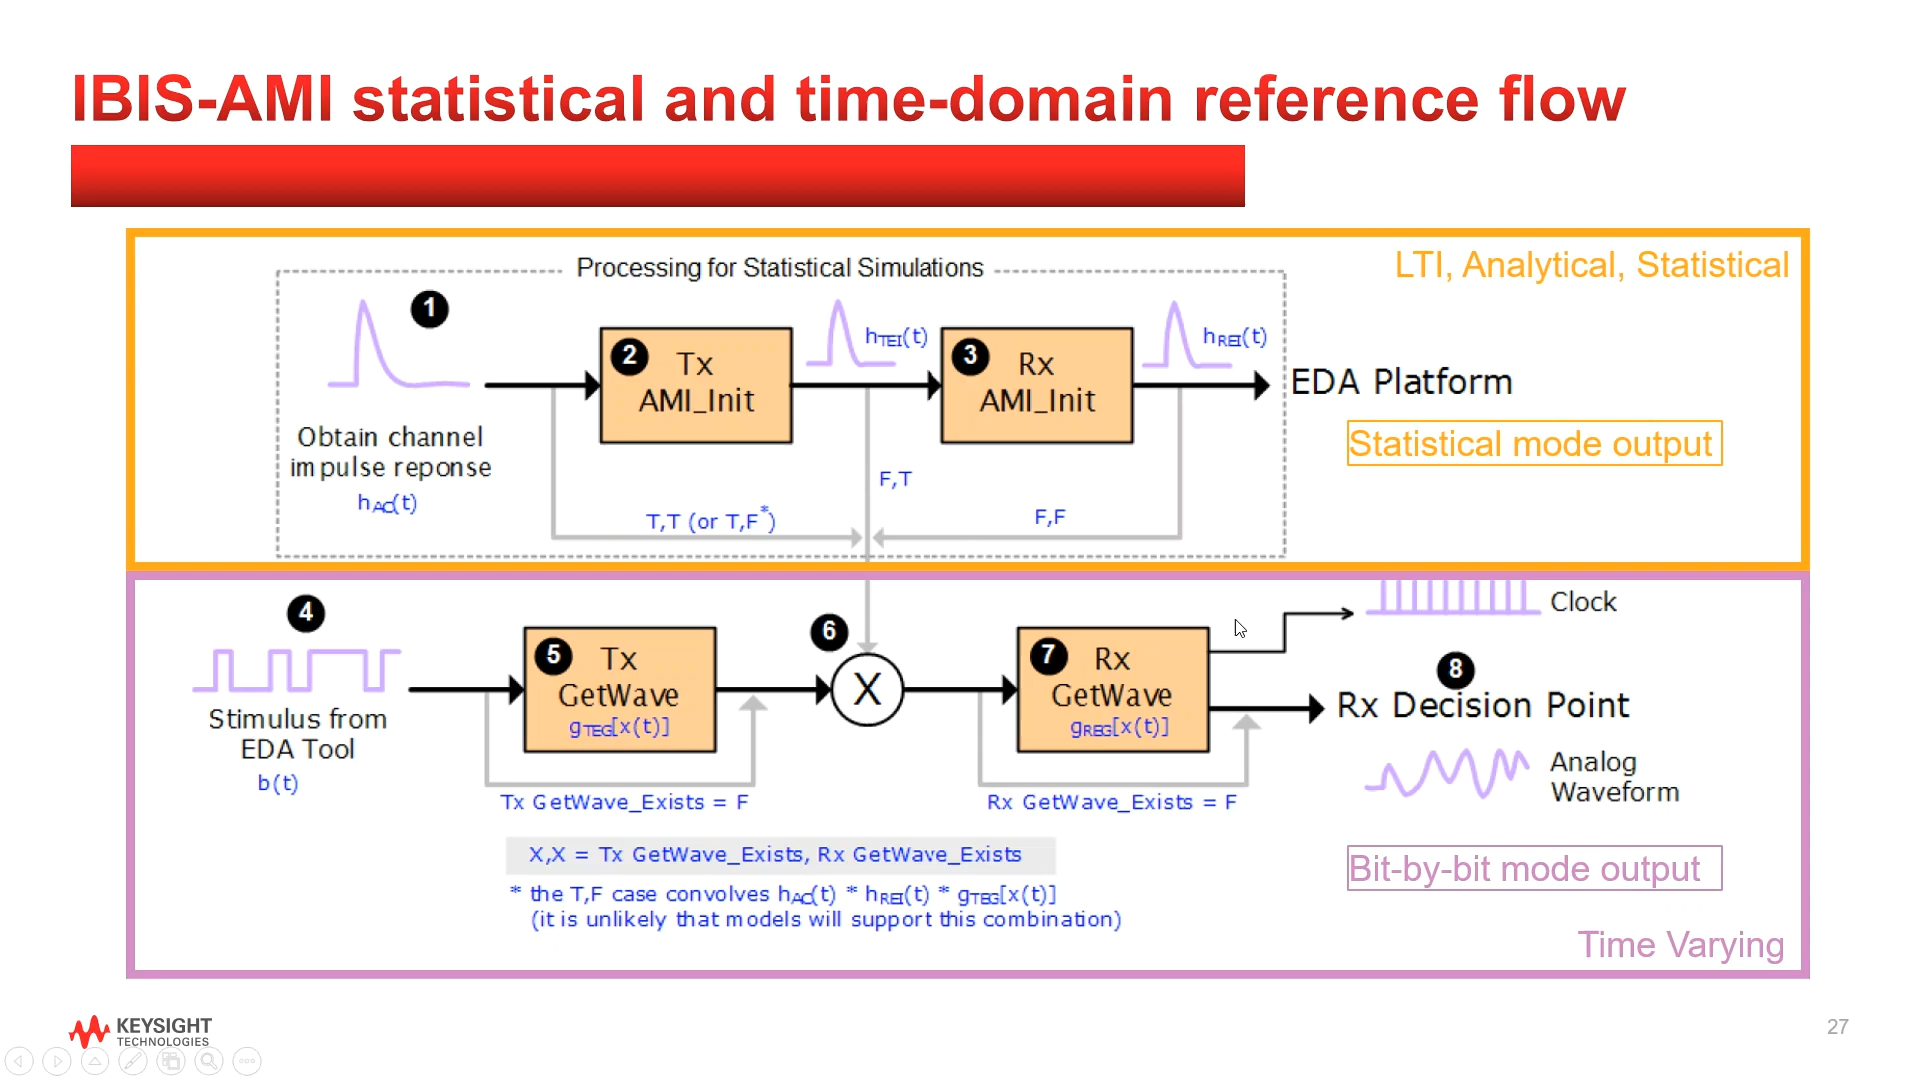 IBIS-AMI statistical and time-domain reference flow
LTI, Analytical, Statistical
Processing for Statistical Simulations
1
2
Tx
AMI_Init
hTEI(t)
3
Rx
AMI_Init
hREI(t)
EDA Platform
Statistical mode output
Obtain channel
impulse reponse
hAC(t)
F,T
T,T (or T,F*)
F,F
4
Stimulus from
EDA Tool
b(t)
5
Tx
GetWave
gTEG[x(t)]
6
X
7
Rx
GetWave
gREG[x(t)]
Clock
8
Rx Decision Point
Analog
Waveform
Tx GetWave_Exists = F
Rx GetWave_Exists = F
X,X = Tx GetWave_Exists, Rx GetWave_Exists
* the T,F case convolves hAC(t) * hREI(t) * gTEG[x(t)]
(it is unlikely that models will support this combination)
Bit-by-bit mode output
Time Varying
KEYSIGHT
TECHNOLOGIES
27